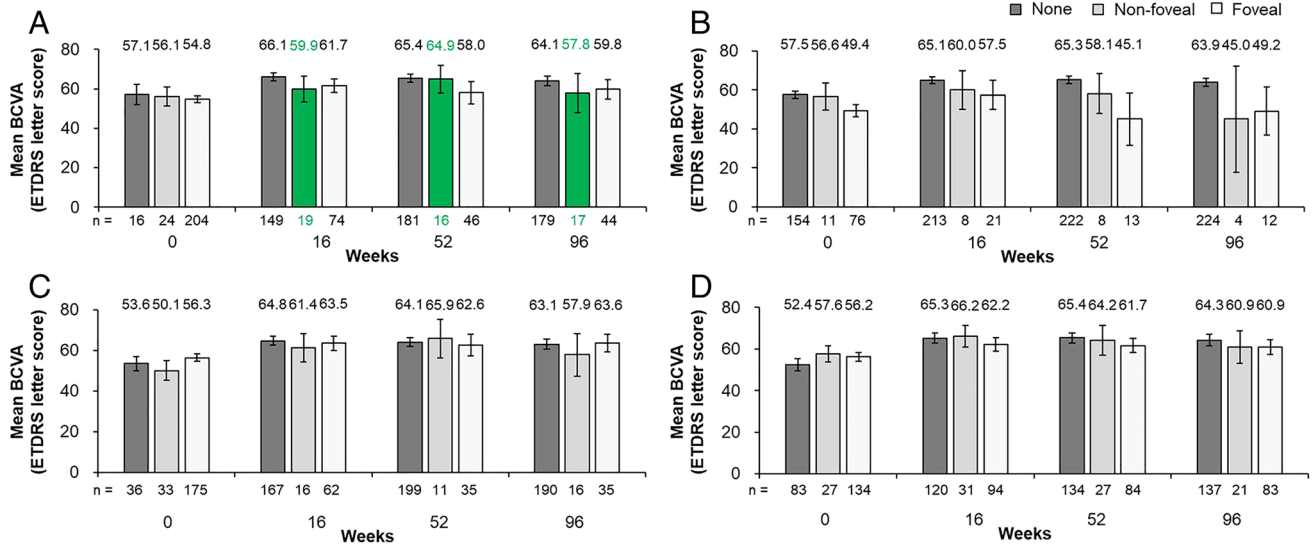 None Non-foveal Foveal
A
57.1 56.1 54.8 66.1 59.9 61.7 65.4 64.9 58.0 64.1 57.8 59.8
Mean BCVA
(ETDRS letter score)
80
60
40
20
0
n = 16 24 204 149 19 74 181 16 46 179 17 44
0 16 52 96
Weeks
B
57.5 56.6 49.4 65.1 60.0 57.5 65.3 58.1 45.1 63.9 45.0 49.2
Mean BCVA
(ETDRS letter score)
80
60
40
20
0
n = 154 11 76 213 8 21 222 8 13 224 4 12
0 16 52 96
Weeks
C
53.6 50.1 56.3 64.8 61.4 63.5 64.1 65.9 62.6 63.1 57.9 63.6
Mean BCVA
(ETDRS letter score)
80
60
40
20
0
n = 36 33 175 167 16 62 199 11 35 190 16 35
0 16 52 96
Weeks
D
52.4 57.6 56.2 65.3 66.2 62.2 65.4 64.2 61.7 64.3 60.9 60.9
Mean BCVA
(ETDRS letter score)
80
60
40
20
0
n = 83 27 134 120 31 94 134 27 84 137 21 83
0 16 52 96
Weeks